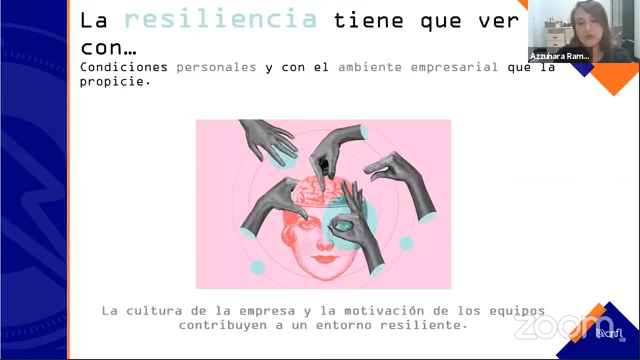 La resiliencia tiene que ver
con…
Condiciones personales y con el ambiente empresarial que la
propicie.
Azzuhara Ram...
La cultura de la empresa y la motivación de los equipos
contribuyen a un entorno resiliente.
zoom